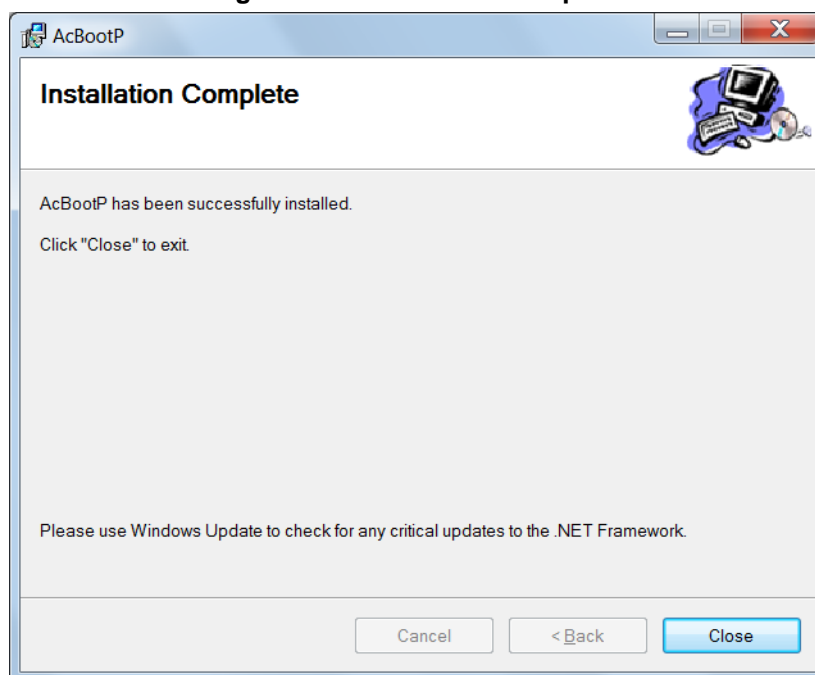 AcBootP
Installation Complete
AcBootP has been successfully installed.
Click "Close" to exit.
Please use Windows Update to check for any critical updates to the .NET Framework.
Cancel
< Back
Close